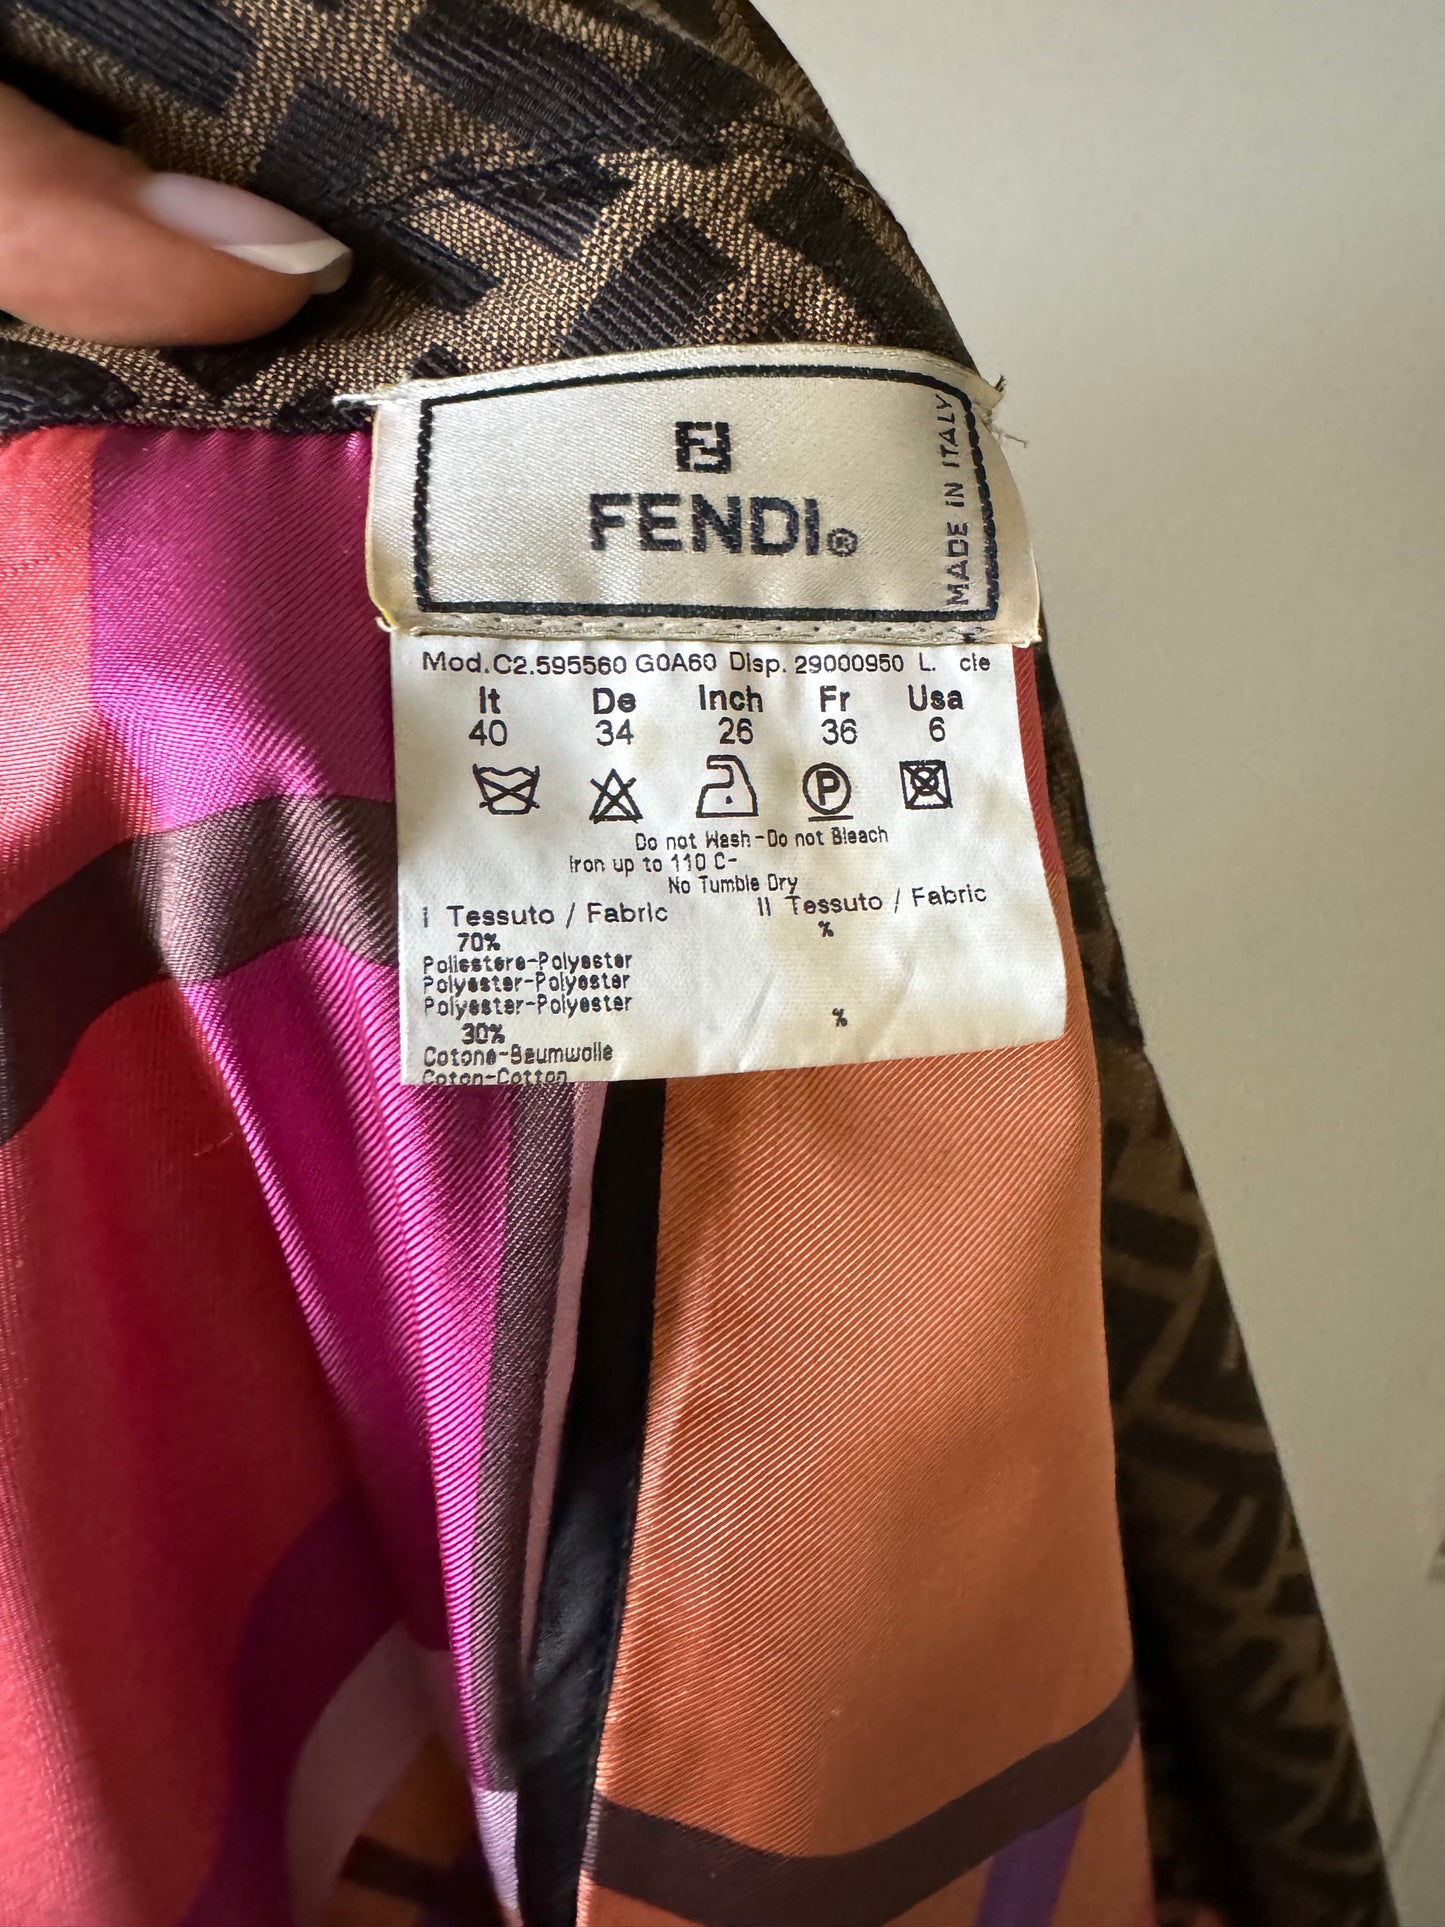 FENDI®
MADE IN ITALY
Mod.C2.595560 G0A60 Disp. 29000950 L. cte
It De Inch Fr Usa
40 34 26 36 6
P
Do not Wash-Do not Bleach
Iron up to 110 C-
No Tumble Dry
I Tessuto / Fabric II Tessuto / Fabric
70% %
Poliestere-Polyester
Polyester-Polyester
Polyester-Polyester
30% %
Cotone-Baumwolle
Coton-Cotton